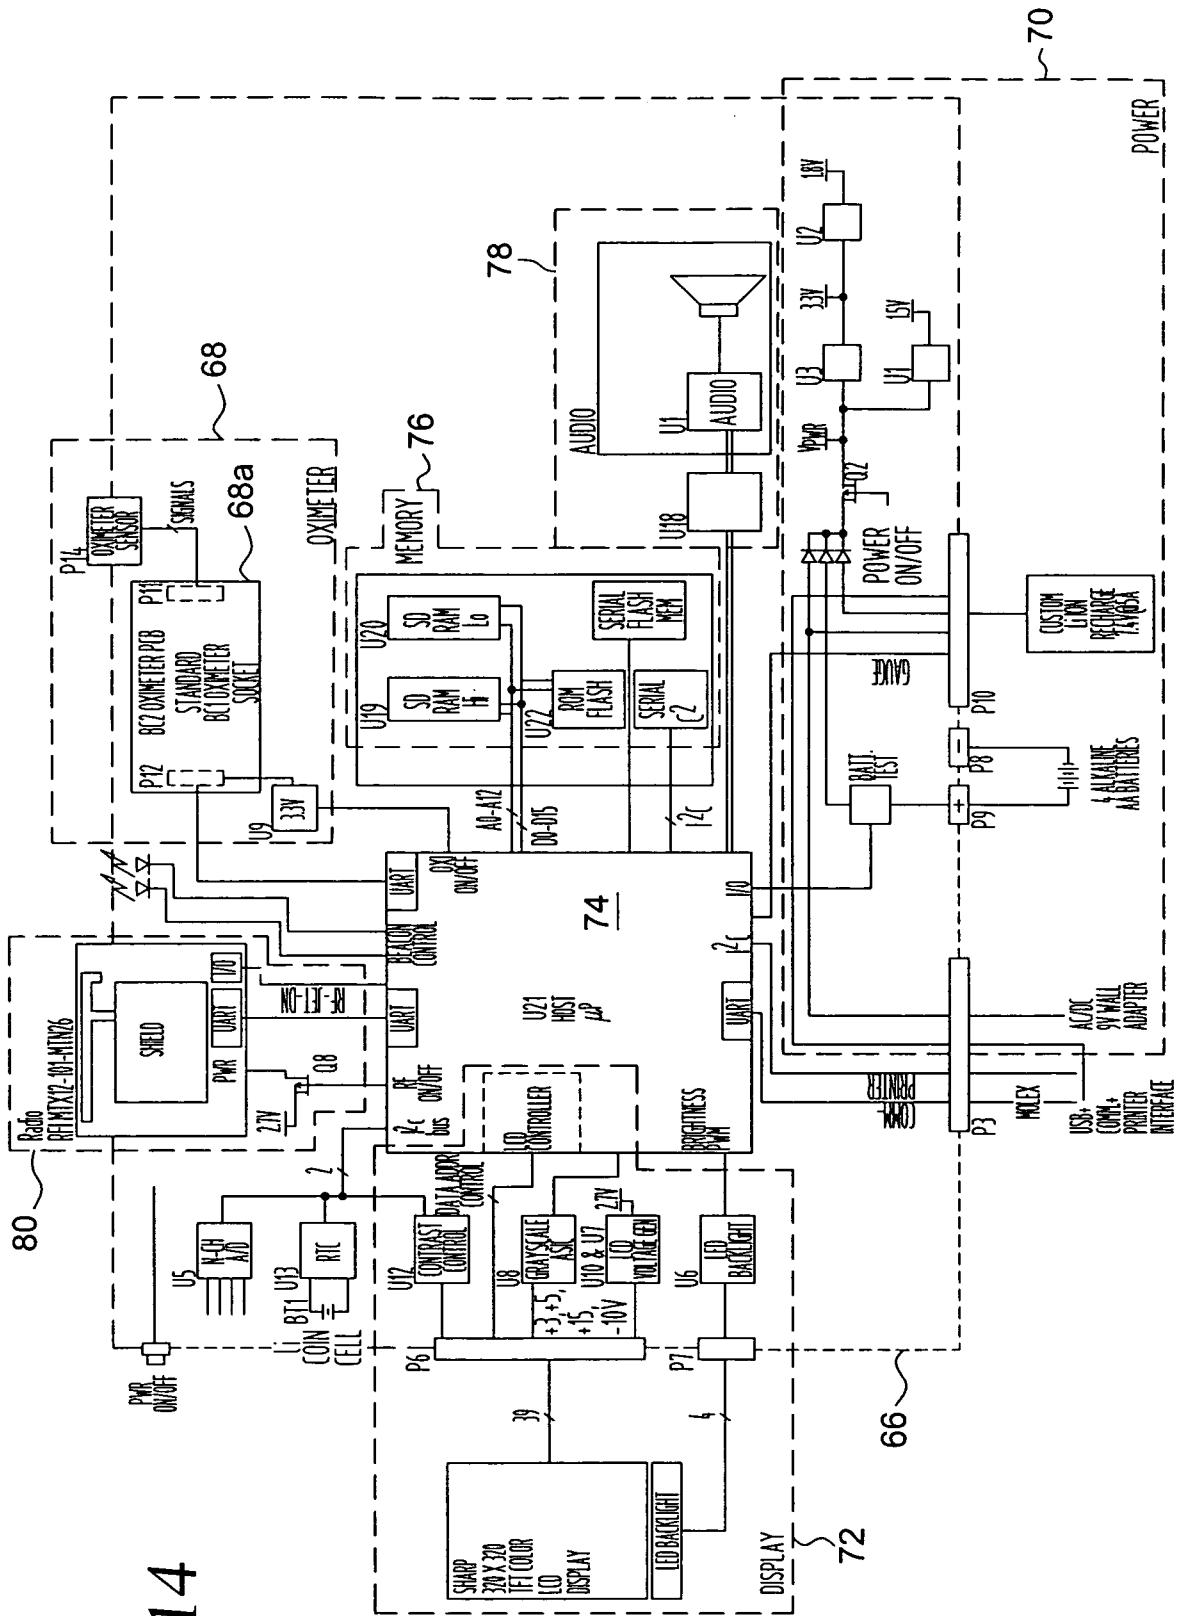 14
80
Radio
RFI MTX12-101-MTN26
SHIELD
PWR
UART
I/O
2.7V
Q8
RF-JET-ON
PWR
ON/OFF
U5
N-CH
A/D
U13
RTC
BT1
Li
COIN
CELL
2
68
P14
OXIMETER
SENSOR
SIGNALS
68a
P11
P12
BC2 OXIMETER PCB
STANDARD
BC1 OXIMETER
SOCKET
OXIMETER
U9
3.3V
76
MEMORY
U20
SD
RAM
Lo
U19
SD
RAM
Hi
U22
ROM
FLASH
SERIAL
FLASH
MEM
SERIAL
I2C
A0-A12
D0-D15
I2C
78
AUDIO
U1
AUDIO
U18
I2C
BUS
RF
ON/OFF
UART
BEACON
CONTROL
UART
OXI
ON/OFF
74
U21
HOST
µP
LCD
CONTROLLER
BRIGHTNESS
PWM
UART
I2C
I/O
DATA ADDR
CONTROL
U12
CONTRAST
CONTROL
U8
GRAYSCALE
ASIC
U10 & U7
LCD
VOLTAGE GEN
2.7V
U6
LED
BACKLIGHT
+3,+5,
+15,
-10V
P6
P7
39
4
SHARP
320 X 320
TFT COLOR
LCD
DISPLAY
LED BACKLIGHT
DISPLAY
72
66
70
POWER
1.8V
U2
3.3V
U3
1.5V
U1
VPWR
Q2
POWER
ON/OFF
GAUGE
P10
CUSTOM
Li ION
RECHARGE
BATT.
TEST
P8
-
P9
+
4 ALKALINE
AA BATTERIES
COMM.
PRINTER
P3
MOLEX
USB+
COMM.+
PRINTER
INTERFACE
AC/DC
9V WALL
ADAPTER